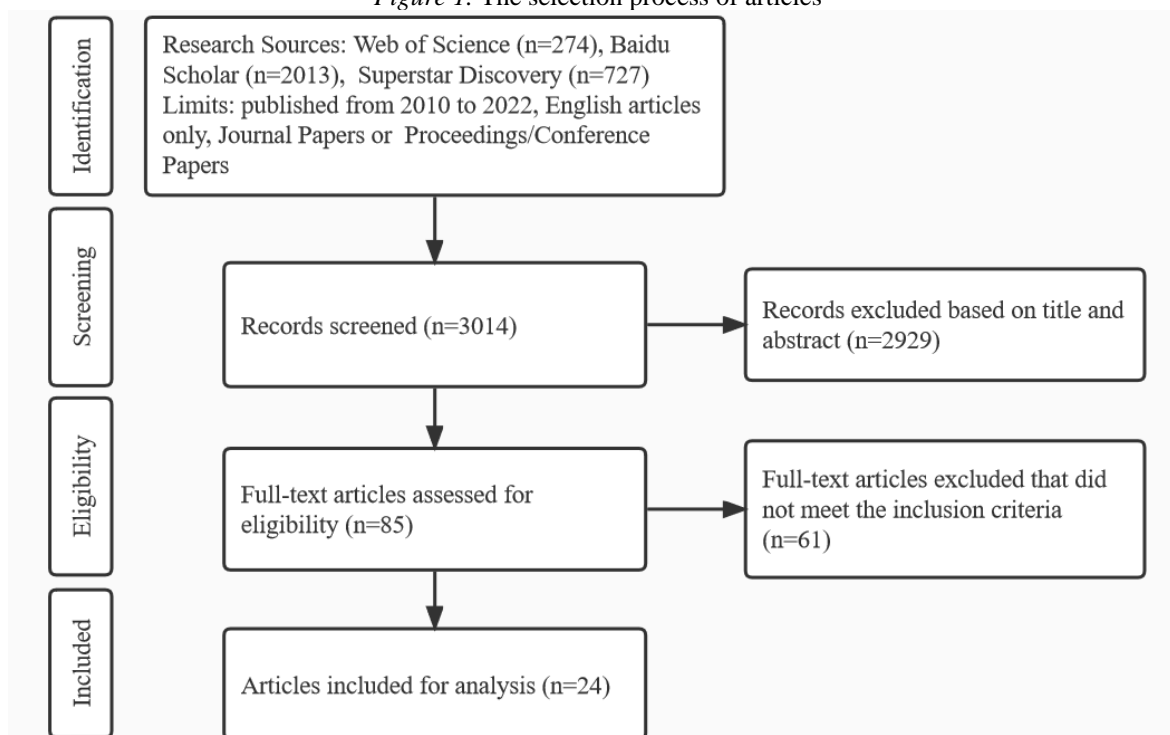 Figure 1. The selection process of articles
Identification
Research Sources: Web of Science (n=274), Baidu
Scholar (n=2013), Superstar Discovery (n=727)
Limits: published from 2010 to 2022, English articles
only, Journal Papers or Proceedings/Conference
Papers
Screening
Records screened (n=3014)
Records excluded based on title and
abstract (n=2929)
Eligibility
Full-text articles assessed for
eligibility (n=85)
Full-text articles excluded that did
not meet the inclusion criteria
(n=61)
Included
Articles included for analysis (n=24)